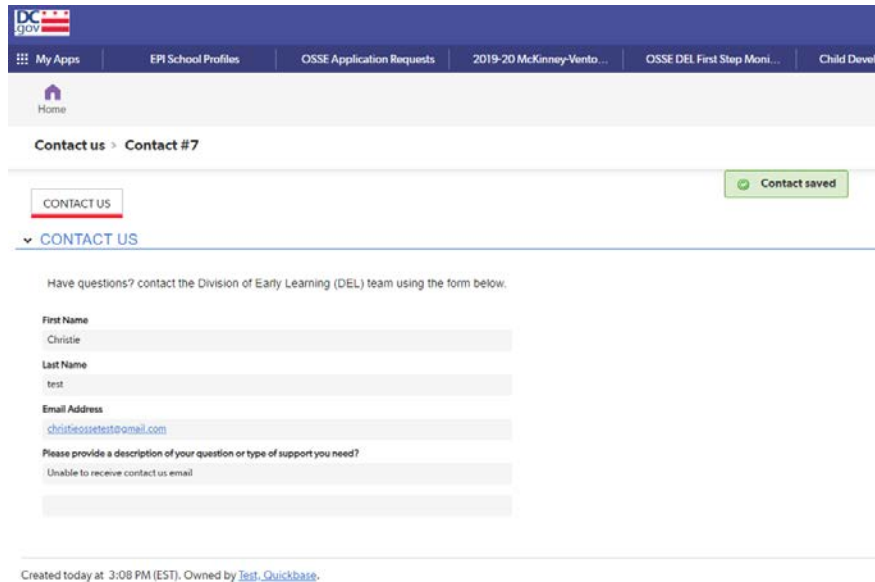 DC
.gov
My Apps
EPI School Profiles
OSSE Application Requests
2019-20 McKinney-Vento...
OSSE DEL First Step Moni...
Child Devel
Home
Contact us > Contact #7
Contact saved
CONTACT US
CONTACT US
Have questions? contact the Division of Early Learning (DEL) team using the form below.
First Name
Christie
Last Name
test
Email Address
christieossetest@gmail.com
Please provide a description of your question or type of support you need?
Unable to receive contact us email
Created today at 3:08 PM (EST). Owned by Test, Quickbase.